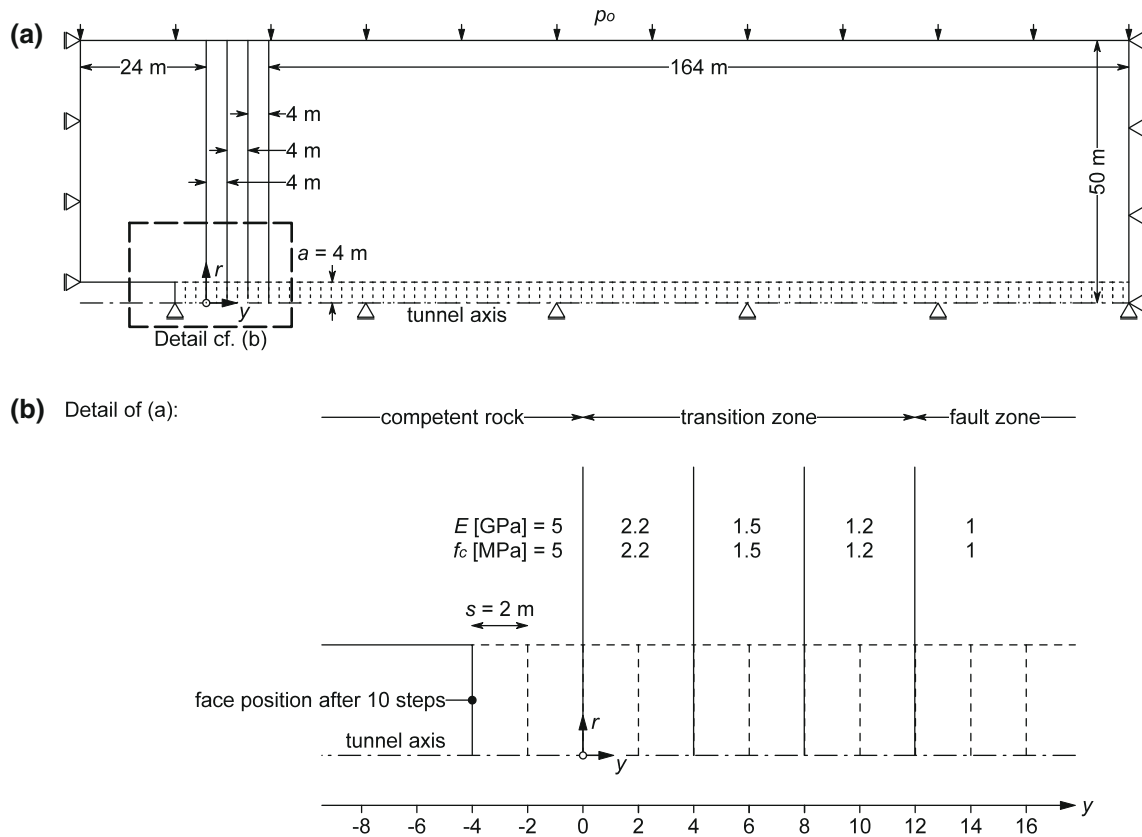 (a)
po
24 m
164 m
4 m
4 m
4 m
50 m
a = 4 m
r
y
tunnel axis
Detail cf. (b)
(b) Detail of (a):
competent rock transition zone fault zone
E [GPa] = 5 2.2 1.5 1.2 1
fc [MPa] = 5 2.2 1.5 1.2 1
s = 2 m
face position after 10 steps
r
tunnel axis
y
y
-8 -6 -4 -2 0 2 4 6 8 10 12 14 16